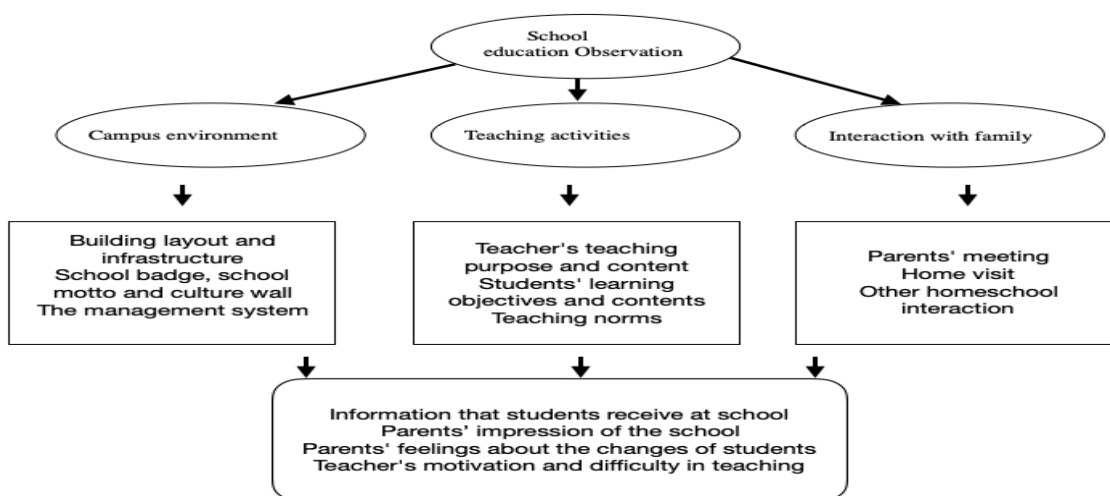 School
education Observation
Campus environment
Teaching activities
Interaction with family
Building layout and
infrastructure
School badge, school
motto and culture wall
The management system
Teacher's teaching
purpose and content
Students' learning
objectives and contents
Teaching norms
Parents' meeting
Home visit
Other homeschool
interaction
Information that students receive at school
Parents’ impression of the school
Parents' feelings about the changes of students
Teacher's motivation and difficulty in teaching